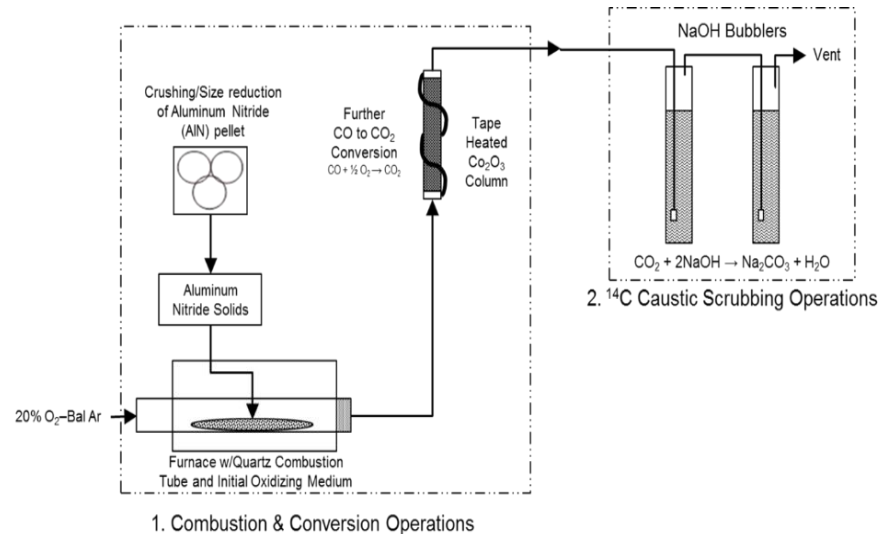 Crushing/Size reduction
of Aluminum Nitride
(AlN) pellet
Aluminum
Nitride Solids
20% O₂–Bal Ar
Furnace w/Quartz Combustion
Tube and Initial Oxidizing Medium
1. Combustion & Conversion Operations
Further
CO to CO₂
Conversion
CO + ½ O₂→ CO₂
Tape
Heated
Co₂O₃
Column
NaOH Bubblers
Vent
CO₂ + 2NaOH → Na₂CO₃ + H₂O
2. ¹⁴C Caustic Scrubbing Operations